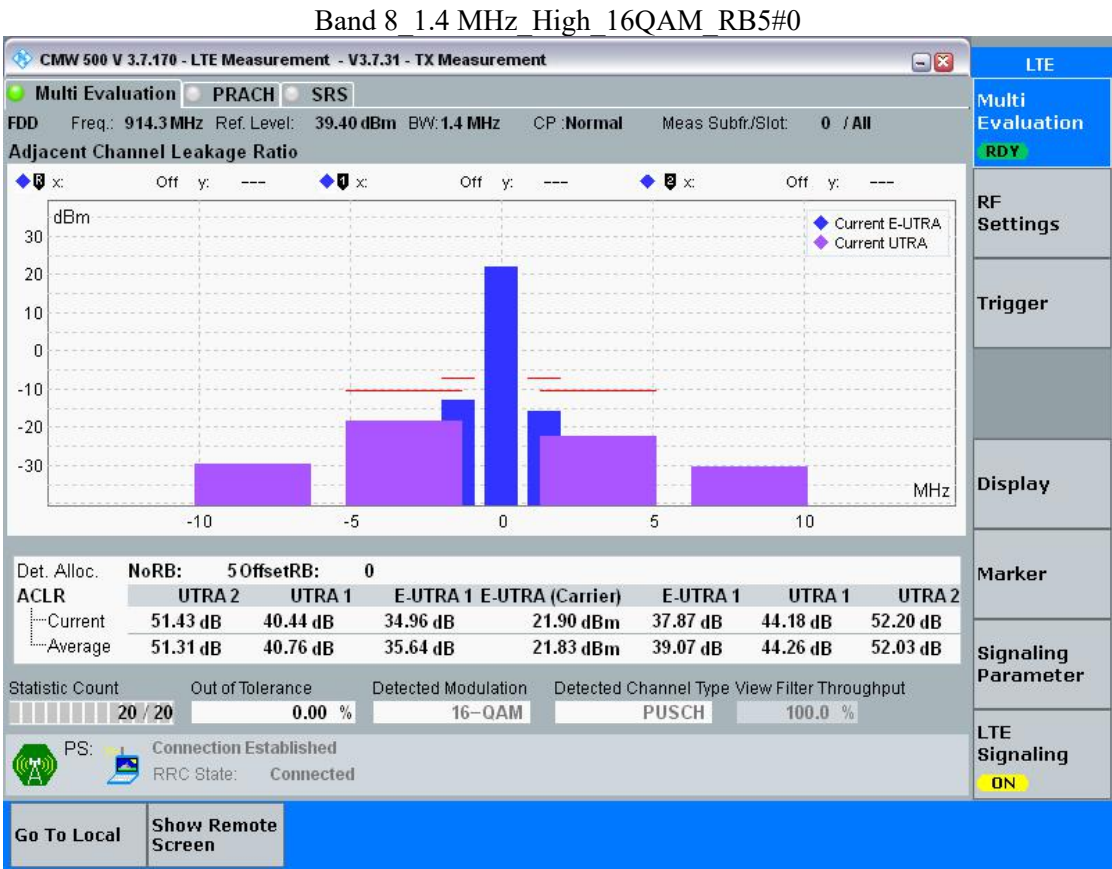 Band 8_1.4 MHz_High_16QAM_RB5#0
CMW 500 V 3.7.170 - LTE Measurement - V3.7.31 - TX Measurement
LTE
Multi Evaluation PRACH SRS
Multi Evaluation
RDY
FDD Freq.: 914.3 MHz Ref. Level: 39.40 dBm BW: 1.4 MHz CP :Normal Meas Subfr./Slot: 0 / All
Adjacent Channel Leakage Ratio
R x: Off y: --- 1 x: Off y: --- 2 x: Off y: ---
dBm
Current E-UTRA
Current UTRA
30
20
10
0
-10
-20
-30
MHz
-10 -5 0 5 10
RF
Settings
Trigger
Display
Marker
Signaling
Parameter
LTE
Signaling
ON
Det. Alloc. NoRB: 5 OffsetRB: 0
ACLR UTRA 2 UTRA 1 E-UTRA 1 E-UTRA (Carrier) E-UTRA 1 UTRA 1 UTRA 2
Current 51.43 dB 40.44 dB 34.96 dB 21.90 dBm 37.87 dB 44.18 dB 52.20 dB
Average 51.31 dB 40.76 dB 35.64 dB 21.83 dBm 39.07 dB 44.26 dB 52.03 dB
Statistic Count Out of Tolerance Detected Modulation Detected Channel Type View Filter Throughput
20 / 20 0.00 % 16-QAM PUSCH 100.0 %
PS: Connection Established
RRC State: Connected
Go To Local
Show Remote
Screen